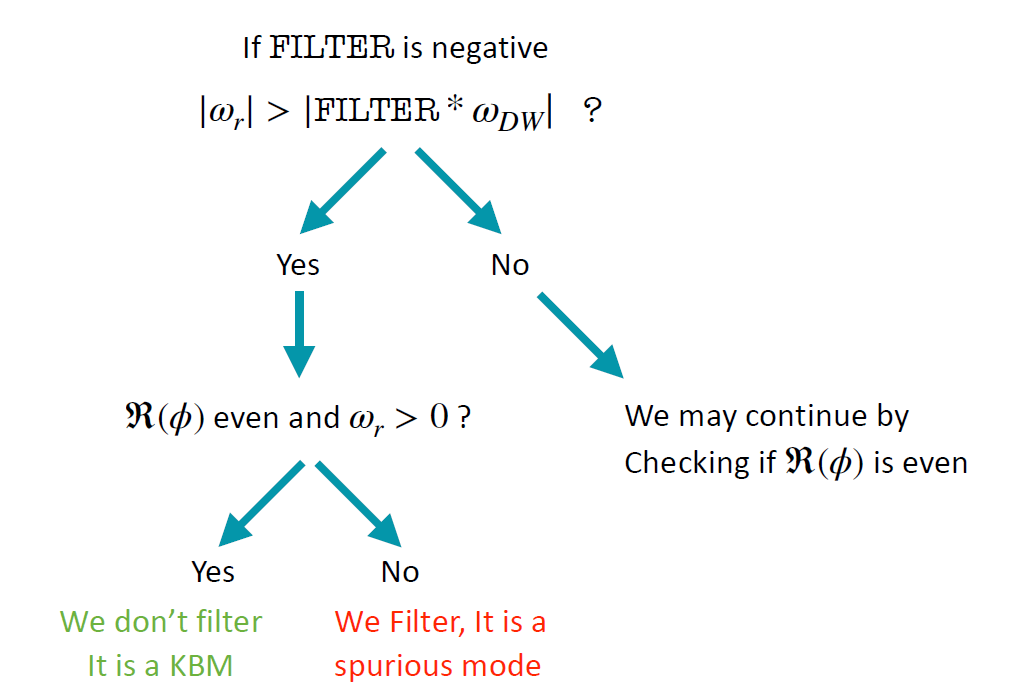 If FILTER is negative
|ω_r| > |FILTER * ω_DW| ?
Yes
No
ℜ(ϕ) even and ω_r > 0 ?
We may continue by
Checking if ℜ(ϕ) is even
Yes
No
We don’t filter
It is a KBM
We Filter, It is a
spurious mode